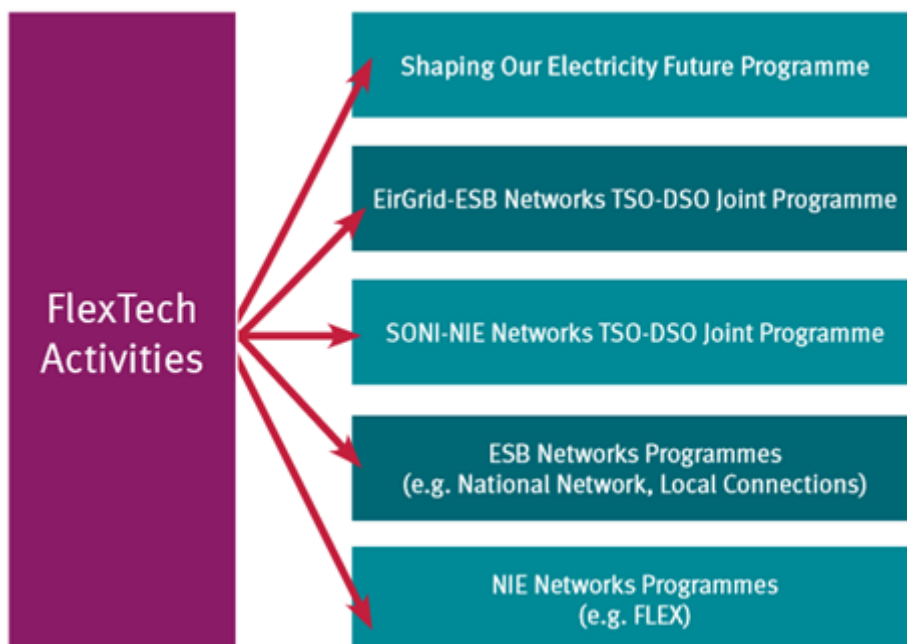 FlexTech
Activities
Shaping Our Electricity Future Programme
EirGrid-ESB Networks TSO-DSO Joint Programme
SONI-NIE Networks TSO-DSO Joint Programme
ESB Networks Programmes
(e.g. National Network, Local Connections)
NIE Networks Programmes
(e.g. FLEX)